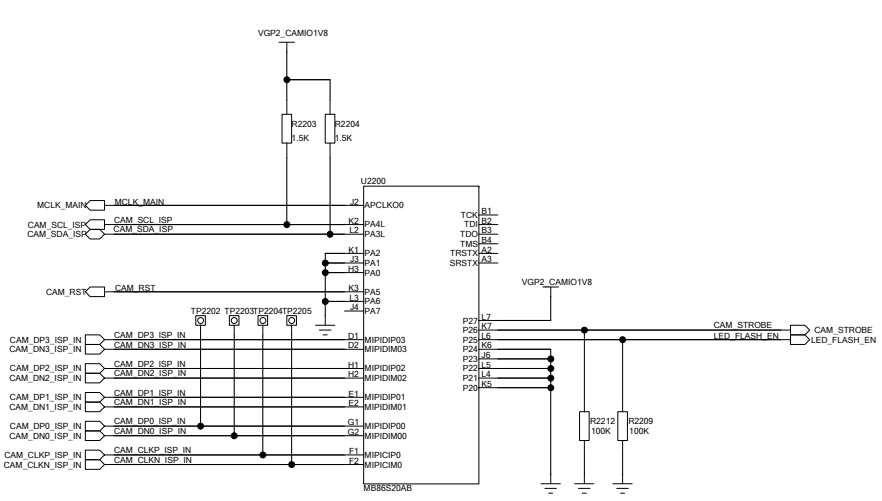 VGP2_CAMIO1V8
R2203
1.5K
R2204
1.5K
U2200
MCLK_MAIN
MCLK_MAIN
J2
APCLKO0
CAM_SCL_ISP
CAM_SCL_ISP
K2
PA4L
CAM_SDA_ISP
CAM_SDA_ISP
L2
PA3L
K1
PA2
J3
PA1
H3
PA0
CAM_RST
CAM_RST
K3
PA5
L3
PA6
J4
PA7
TP2202
TP2203
TP2204
TP2205
CAM_DP3_ISP_IN
CAM_DP3_ISP_IN
D1
MIPIDIP03
CAM_DN3_ISP_IN
CAM_DN3_ISP_IN
D2
MIPIDIM03
CAM_DP2_ISP_IN
CAM_DP2_ISP_IN
H1
MIPIDIP02
CAM_DN2_ISP_IN
CAM_DN2_ISP_IN
H2
MIPIDIM02
CAM_DP1_ISP_IN
CAM_DP1_ISP_IN
E1
MIPIDIP01
CAM_DN1_ISP_IN
CAM_DN1_ISP_IN
E2
MIPIDIM01
CAM_DP0_ISP_IN
CAM_DP0_ISP_IN
G1
MIPIDIP00
CAM_DN0_ISP_IN
CAM_DN0_ISP_IN
G2
MIPIDIM00
CAM_CLKP_ISP_IN
CAM_CLKP_ISP_IN
F1
MIPICIP0
CAM_CLKN_ISP_IN
CAM_CLKN_ISP_IN
F2
MIPICIM0
MB86S20AB
TCK
B1
TDI
B2
TDO
B3
TMS
B4
TRSTX
A2
SRSTX
A3
VGP2_CAMIO1V8
P27
L7
P26
K7
CAM_STROBE
CAM_STROBE
P25
L6
LED_FLASH_EN
LED_FLASH_EN
P24
K6
P23
J6
P22
L5
P21
L4
P20
K5
R2212
100K
R2209
100K